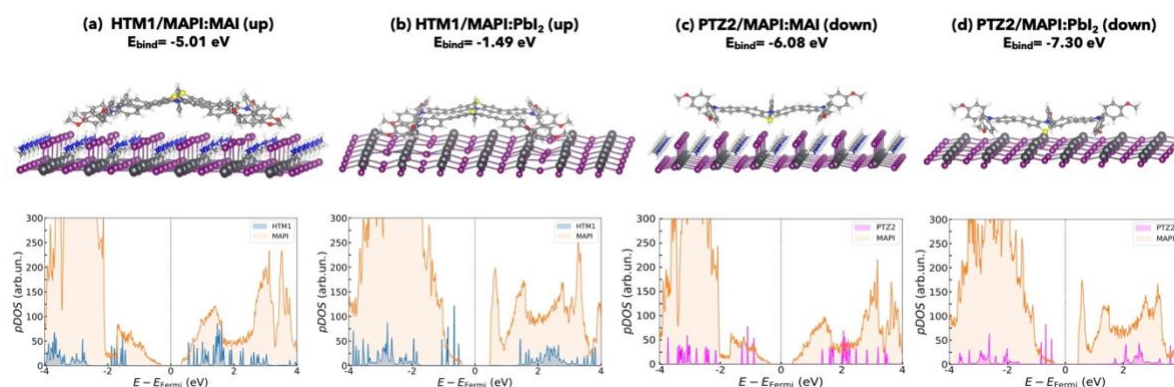 (a) HTM1/MAPI:MAI (up)
E_bind= -5.01 eV
(b) HTM1/MAPI:PbI₂ (up)
E_bind= -1.49 eV
(c) PTZ2/MAPI:MAI (down)
E_bind= -6.08 eV
(d) PTZ2/MAPI:PbI₂ (down)
E_bind= -7.30 eV
300
250
200
150
100
50
0
pDOS (arb.un.)
HTM1
MAPI
-4 -2 0 2 4
E − E_Fermi (eV)
300
250
200
150
100
50
0
pDOS (arb.un.)
HTM1
MAPI
-4 -2 0 2 4
E − E_Fermi (eV)
300
250
200
150
100
50
0
pDOS (arb.un.)
PTZ2
MAPI
-4 -2 0 2 4
E − E_Fermi (eV)
300
250
200
150
100
50
0
pDOS (arb.un.)
PTZ2
MAPI
-4 -2 0 2
E − E_Fermi (eV)